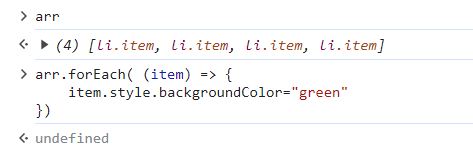 arr
(4) [li.item, li.item, li.item, li.item]
arr.forEach( (item) => {
    item.style.backgroundColor="green"
})
undefined